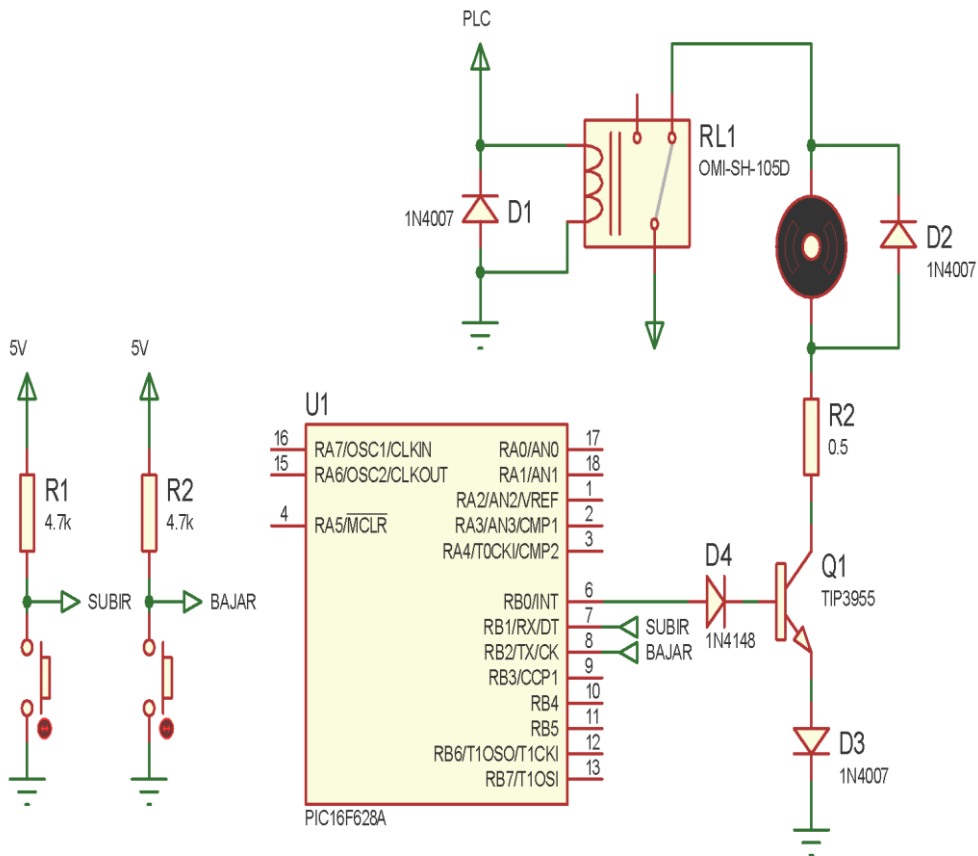 PLC
RL1
OMI-SH-105D
1N4007
D1
D2
1N4007
5V
5V
R1
4.7k
R2
4.7k
SUBIR
BAJAR
U1
16
RA7/OSC1/CLKIN
15
RA6/OSC2/CLKOUT
4
RA5/MCLR
RA0/AN0
17
RA1/AN1
18
RA2/AN2/VREF
1
RA3/AN3/CMP1
2
RA4/T0CKI/CMP2
3
RB0/INT
6
RB1/RX/DT
7
SUBIR
RB2/TX/CK
8
BAJAR
RB3/CCP1
9
RB4
10
RB5
11
RB6/T1OSO/T1CKI
12
RB7/T1OSI
13
PIC16F628A
R2
0.5
D4
1N4148
Q1
TIP3955
D3
1N4007